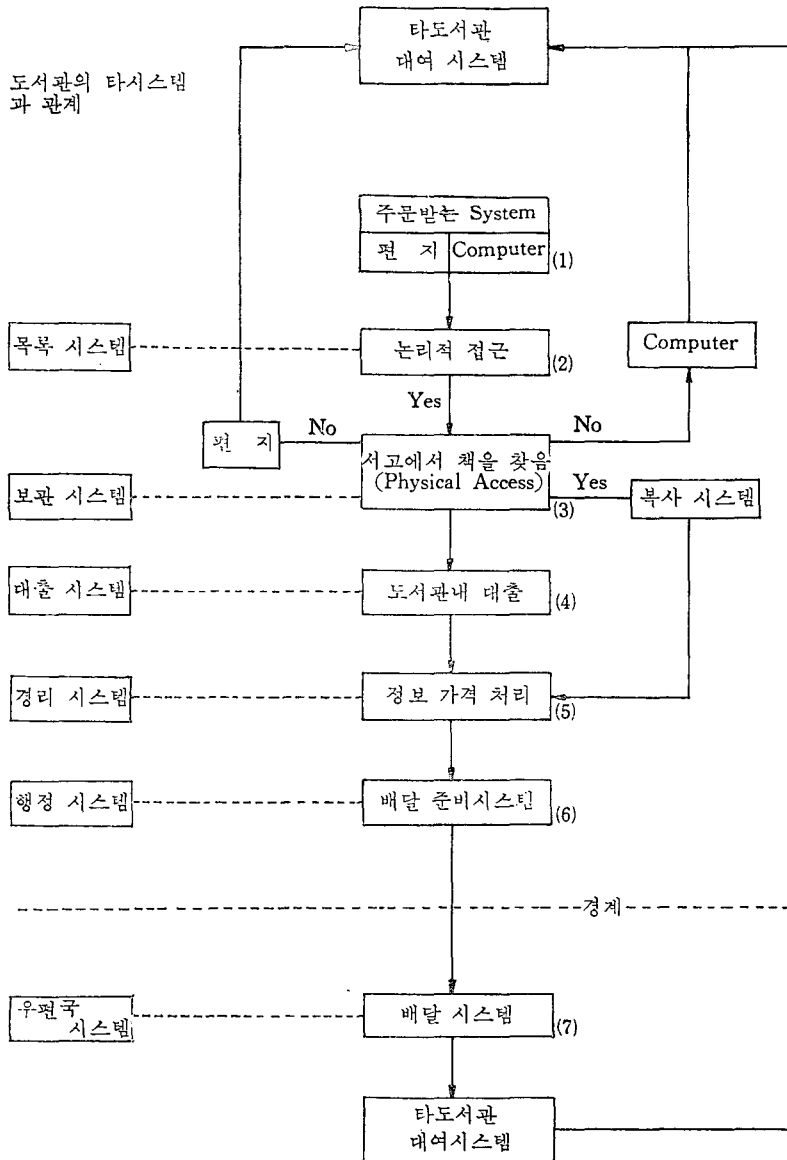 타도서관
대여 시스템
도서관의 타시스템
과 관계
주문받는 System
편 지 Computer (1)
목록 시스템
논리적 접근 (2)
Computer
Yes
편 지
No
No
서고에서 책을 찾음
(Physical Access) (3)
Yes
보관 시스템
복사 시스템
대출 시스템
도서관내 대출 (4)
경리 시스템
정보 가격 처리 (5)
행정 시스템
배달 준비시스템 (6)
경계
우편국
시스템
배달 시스템 (7)
타도서관
대여시스템